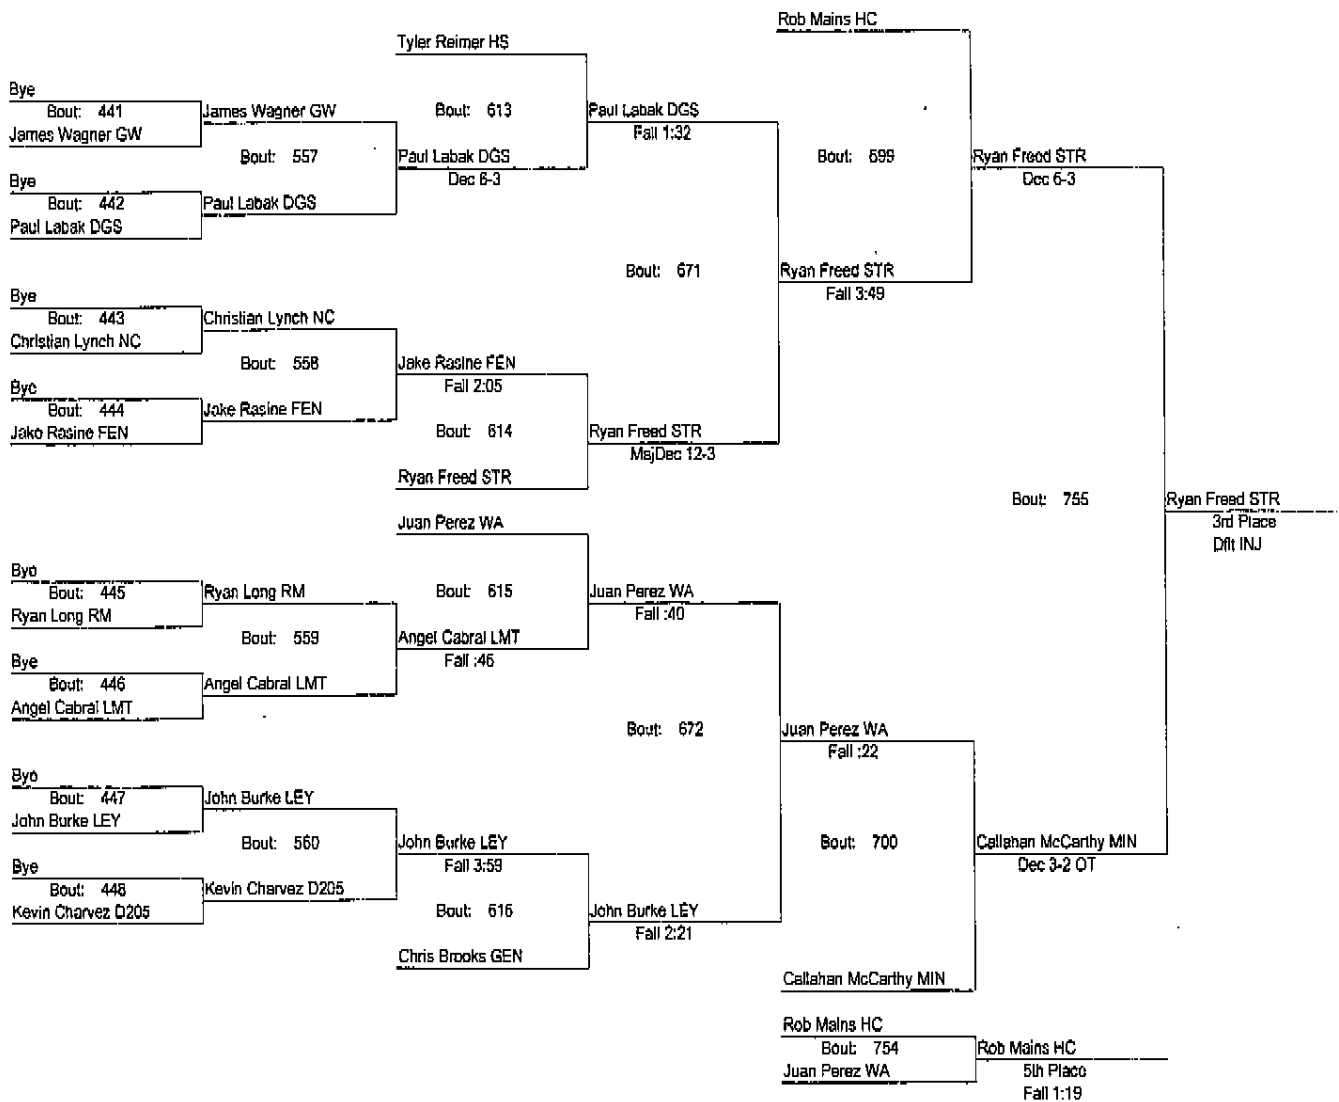 Rob Mains HC
Tyler Reimer HS
Bye
Bout: 441
James Wagner GW
James Wagner GW
Bout: 557
Bye
Bout: 442
Paul Labak DGS
Paul Labak DGS
Bout: 613
Paul Labak DGS
Dec 6-3
Paul Labak DGS
Fall 1:32
Bout: 699
Ryan Freed STR
Dec 6-3
Bout: 671
Ryan Freed STR
Fall 3:49
Bye
Bout: 443
Christian Lynch NC
Christian Lynch NC
Bout: 558
Bye
Bout: 444
Jake Rasine FEN
Jake Rasine FEN
Jake Rasine FEN
Fall 2:05
Bout: 614
Ryan Freed STR
Ryan Freed STR
MajDec 12-3
Bout: 755
Ryan Freed STR
3rd Place
Dflt INJ
Juan Perez WA
Bye
Bout: 445
Ryan Long RM
Ryan Long RM
Bout: 559
Bye
Bout: 446
Angel Cabral LMT
Angel Cabral LMT
Bout: 615
Angel Cabral LMT
Fall :46
Juan Perez WA
Fall :40
Bout: 672
Juan Perez WA
Fall :22
Bye
Bout: 447
John Burke LEY
John Burke LEY
Bout: 560
Bye
Bout: 448
Kevin Charvez D205
Kevin Charvez D205
John Burke LEY
Fall 3:59
Bout: 616
Chris Brooks GEN
John Burke LEY
Fall 2:21
Bout: 700
Callahan McCarthy MIN
Dec 3-2 OT
Callahan McCarthy MIN
Rob Mains HC
Bout: 754
Juan Perez WA
Rob Mains HC
5th Place
Fall 1:19